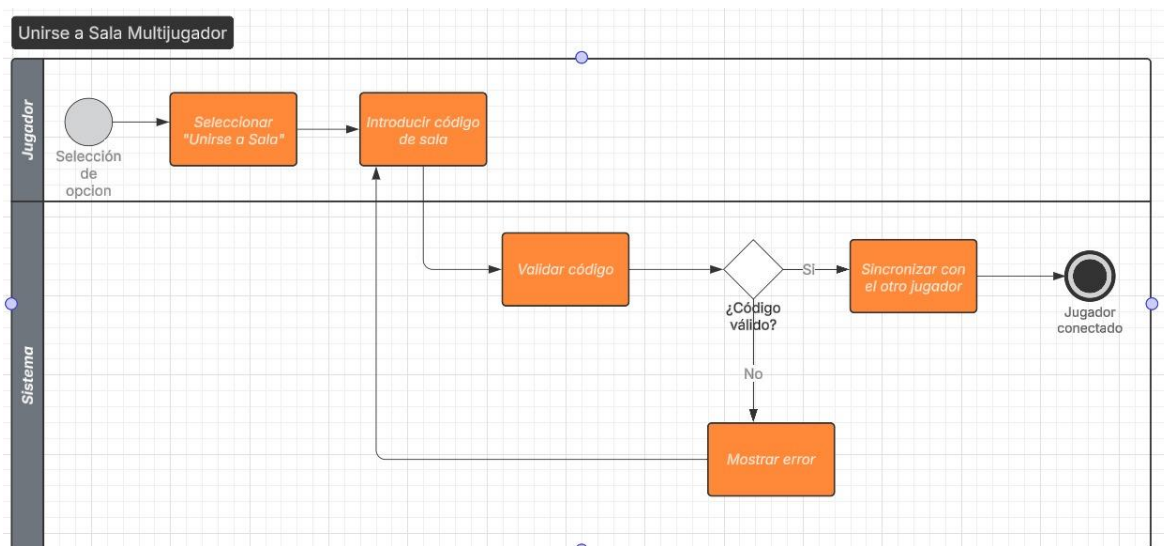 Unirse a Sala Multijugador
Jugador
Selección
de
opcion
Seleccionar
"Unirse a Sala"
Introducir código
de sala
Sistema
Validar código
¿Código
válido?
Si
Sincronizar con
el otro jugador
Jugador
conectado
No
Mostrar error